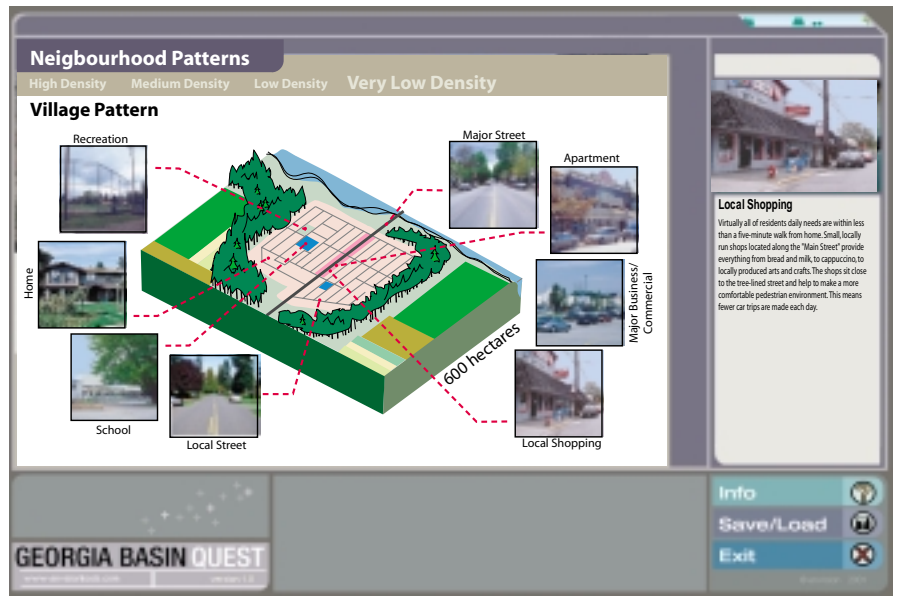 Neigbourhood Patterns
High Density Medium Density Low Density Very Low Density
Village Pattern
Recreation
Major Street
Apartment
Home
Major Business/
Commercial
600 hectares
School
Local Street
Local Shopping
Local Shopping
Virtually all of residents daily needs are within less
than a five-minute walk from home. Small, locally
run shops located along the "Main Street" provide
everything from bread and milk, to cappuccino, to
locally produced arts and crafts. The shops sit close
to the tree-lined street and help to make a more
comfortable pedestrian environment. This means
fewer car trips are made each day.
Info
Save/Load
Exit
GEORGIA BASIN QUEST